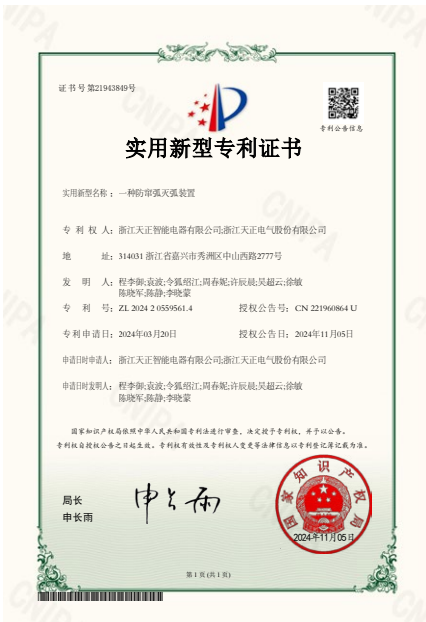 证书号第21943849号
专利公告信息
实用新型专利证书
实用新型名称：一种防窜弧灭弧装置
专利权人：浙江天正智能电器有限公司;浙江天正电气股份有限公司
地址：314031 浙江省嘉兴市秀洲区中山西路2777号
发明人：程李御;袁波;令狐绍江;周春妮;许辰晨;吴超云;徐敏
陈晓军;陈静;李晓蒙
专利号：ZL 2024 2 0559561.4 授权公告号：CN 221960864 U
专利申请日：2024年03月20日 授权公告日：2024年11月05日
申请日时申请人：浙江天正智能电器有限公司;浙江天正电气股份有限公司
申请日时发明人：程李御;袁波;令狐绍江;周春妮;许辰晨;吴超云;徐敏
陈晓军;陈静;李晓蒙
国家知识产权局依照中华人民共和国专利法进行审查，决定授予专利权，并予以公告。
专利权自授权公告之日起生效。专利权有效性及专利权人变更等法律信息以专利登记簿记载为准。
局长
申长雨
申长雨
国家知识产权局
2024年11月05日
第1页(共1页)
CNIPA